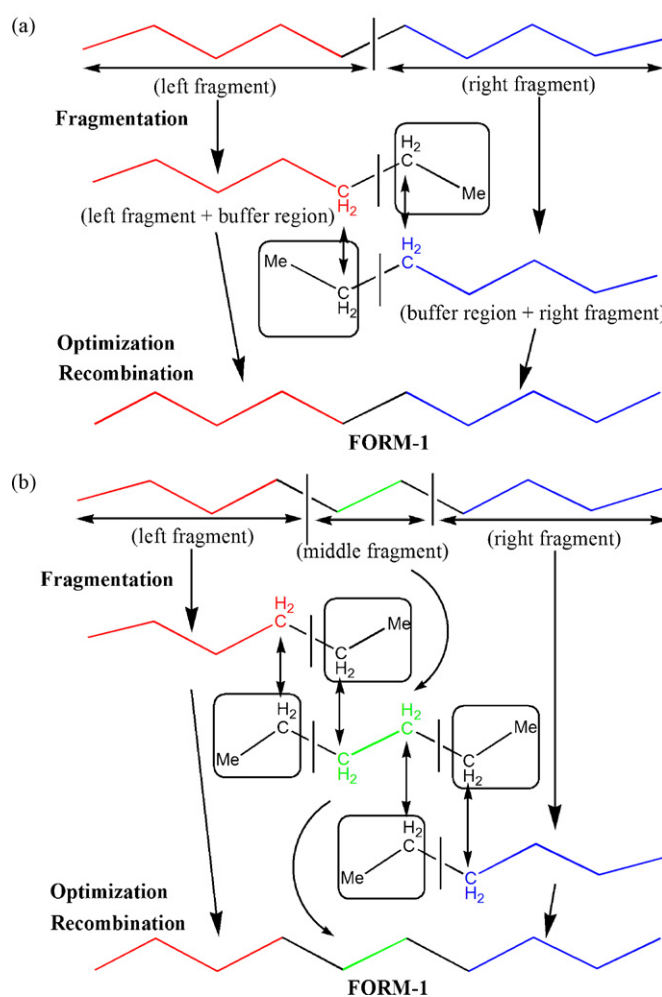 (a)
(left fragment)
(right fragment)
Fragmentation
H2
C
Me
C
H2
(left fragment + buffer region)
H2
C
Me
C
H2
(buffer region + right fragment)
Optimization
Recombination
FORM-1
(b)
(left fragment)
(middle fragment)
(right fragment)
Fragmentation
H2
C
Me
C
H2
H2
C
H2
C
Me
Me
C
H2
C
H2
H2
C
Me
C
H2
Optimization
Recombination
FORM-1